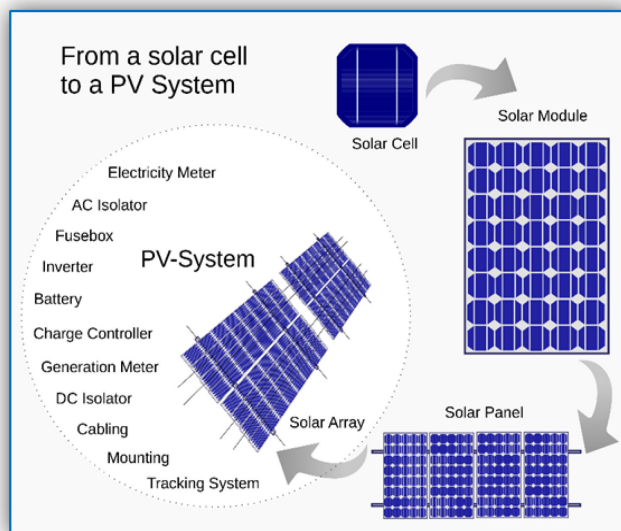 From a solar cell
to a PV System
Solar Cell
Solar Module
Electricity Meter
AC Isolator
Fusebox
PV-System
Inverter
Battery
Charge Controller
Generation Meter
DC Isolator
Cabling
Mounting
Tracking System
Solar Array
Solar Panel